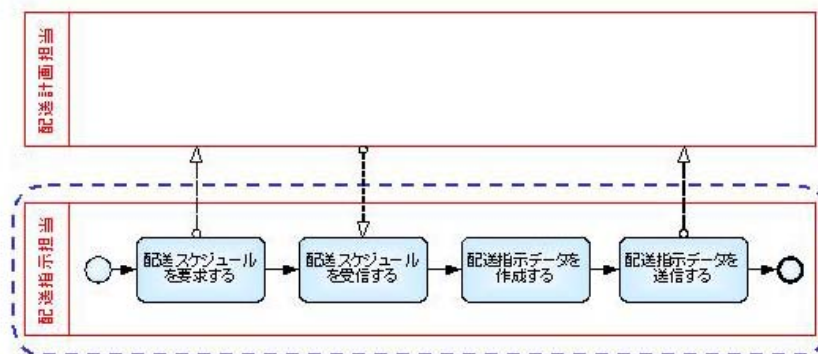 配送計画担当
配送指示担当
配送スケジュール
を要求する
配送スケジュール
を受信する
配送指示データを
作成する
配送指示データを
送信する